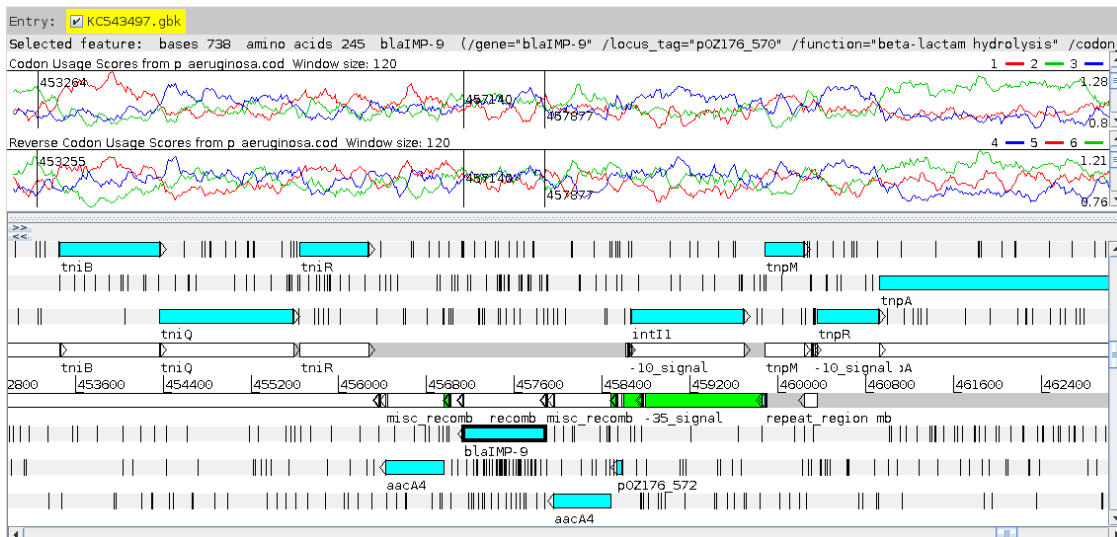 Entry: KC543497.gbk
Selected feature: bases 738 amino acids 245 blaIMP-9 (/gene="blaIMP-9" /locus_tag="pOZ176_570" /function="beta-lactam hydrolysis" /codon
Codon Usage Scores from p_aeruginosa.cod Window size: 120 1 2 3
453264 1.28
457140
457877 0.8
Reverse Codon Usage Scores from p_aeruginosa.cod Window size: 120 4 5 6
453255 1.21
457140
457877 0.76
>>
<<
tniB tniR tnpM
tnpA
tniQ intI1 tnpR
tniB tniQ tniR -10_signal tnpM -10_signal )A
52800 453600 454400 455200 456000 456800 457600 458400 459200 460000 460800 461600 462400
misc_recomb recomb misc_recomb -35_signal repeat_region mb
blaIMP-9
aacA4 pOZ176_572
aacA4